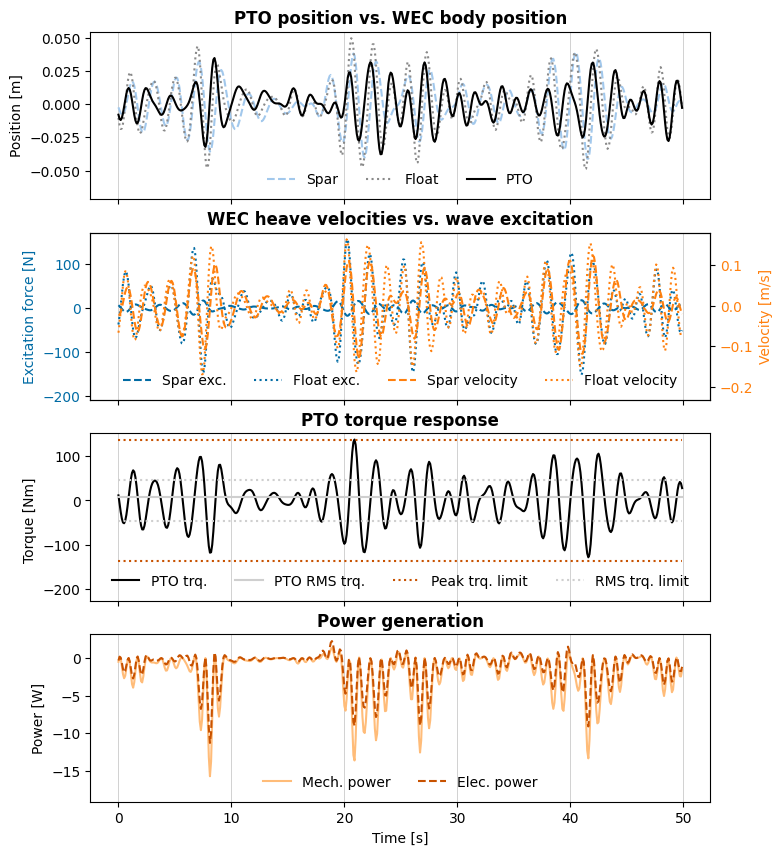 PTO position vs. WEC body position
0.050
0.025
0.000
−0.025
−0.050
Position [m]
Spar Float PTO
WEC heave velocities vs. wave excitation
100
0
−100
−200
Excitation force [N]
0.1
0.0
−0.1
−0.2
Velocity [m/s]
Spar exc. Float exc. Spar velocity Float velocity
PTO torque response
100
0
−100
−200
Torque [Nm]
PTO trq. PTO RMS trq. Peak trq. limit RMS trq. limit
Power generation
0
−5
−10
−15
Power [W]
Mech. power Elec. power
0 10 20 30 40 50
Time [s]